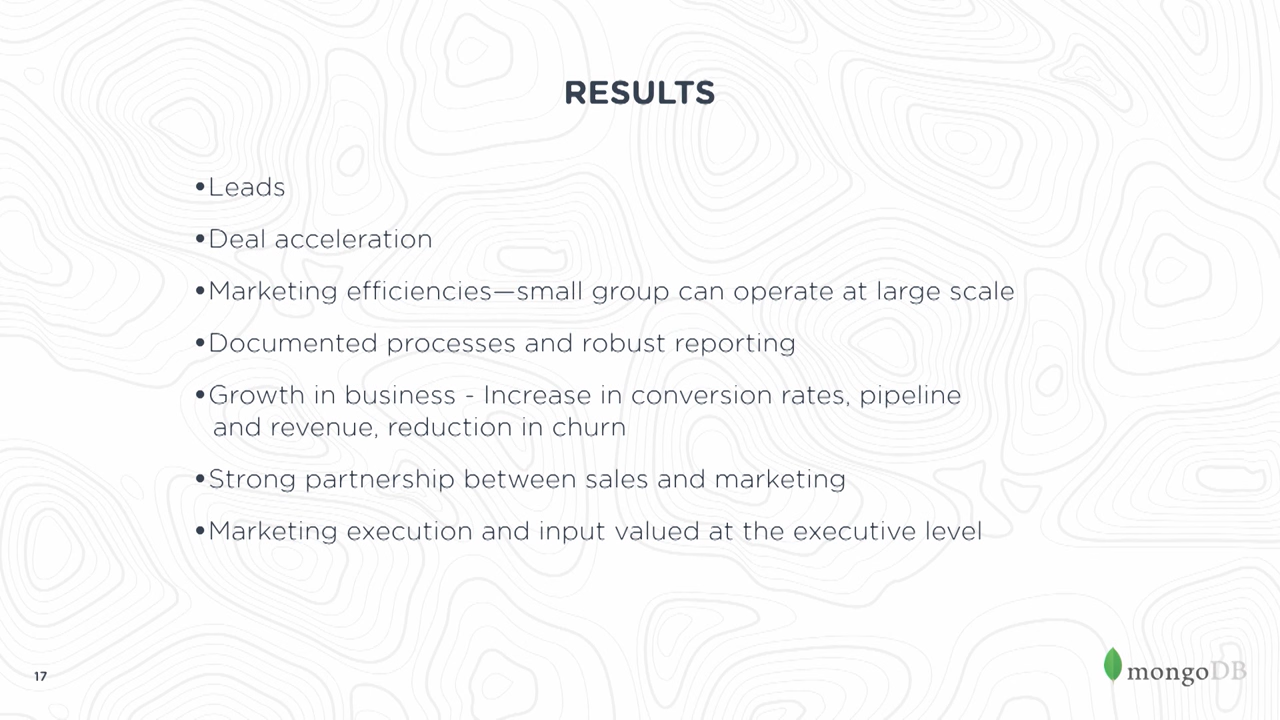 RESULTS
•Leads
•Deal acceleration
•Marketing efficiencies—small group can operate at large scale
•Documented processes and robust reporting
•Growth in business - Increase in conversion rates, pipeline
and revenue, reduction in churn
•Strong partnership between sales and marketing
•Marketing execution and input valued at the executive level
17
mongoDB